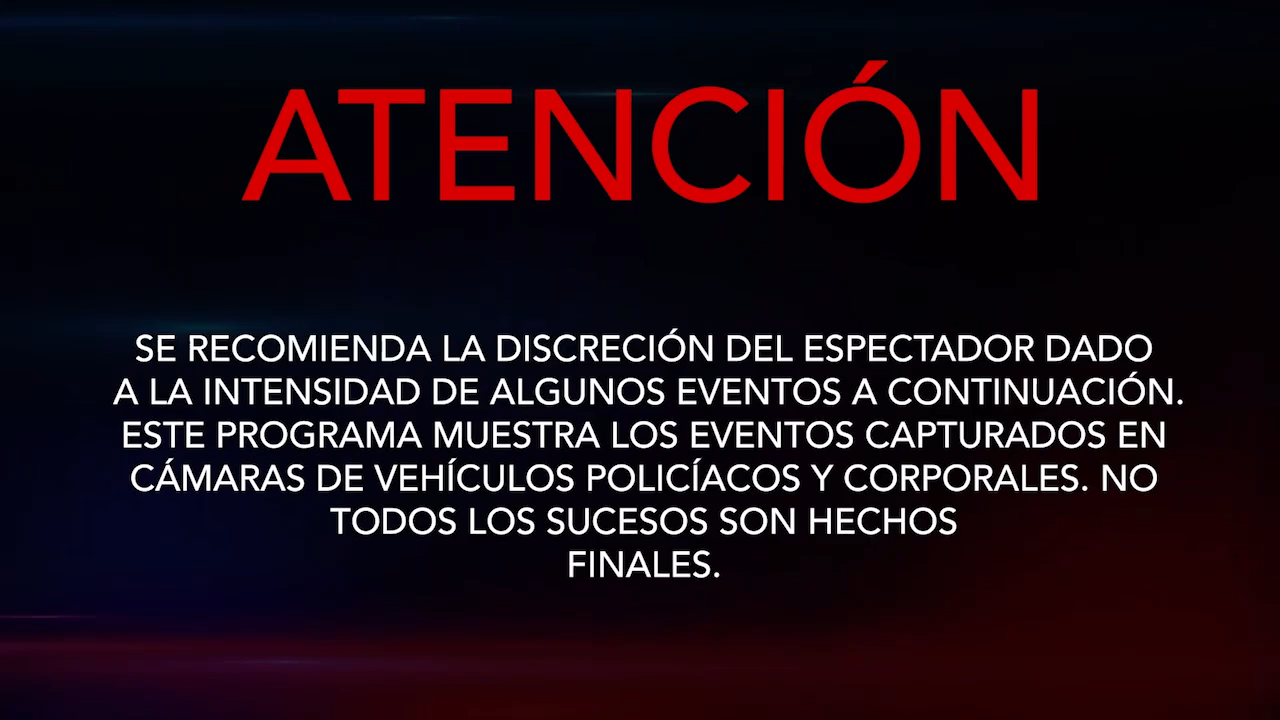 ATENCIÓN
SE RECOMIENDA LA DISCRECIÓN DEL ESPECTADOR DADO
A LA INTENSIDAD DE ALGUNOS EVENTOS A CONTINUACIÓN.
ESTE PROGRAMA MUESTRA LOS EVENTOS CAPTURADOS EN
CÁMARAS DE VEHÍCULOS POLICÍACOS Y CORPORALES. NO
TODOS LOS SUCESOS SON HECHOS
FINALES.